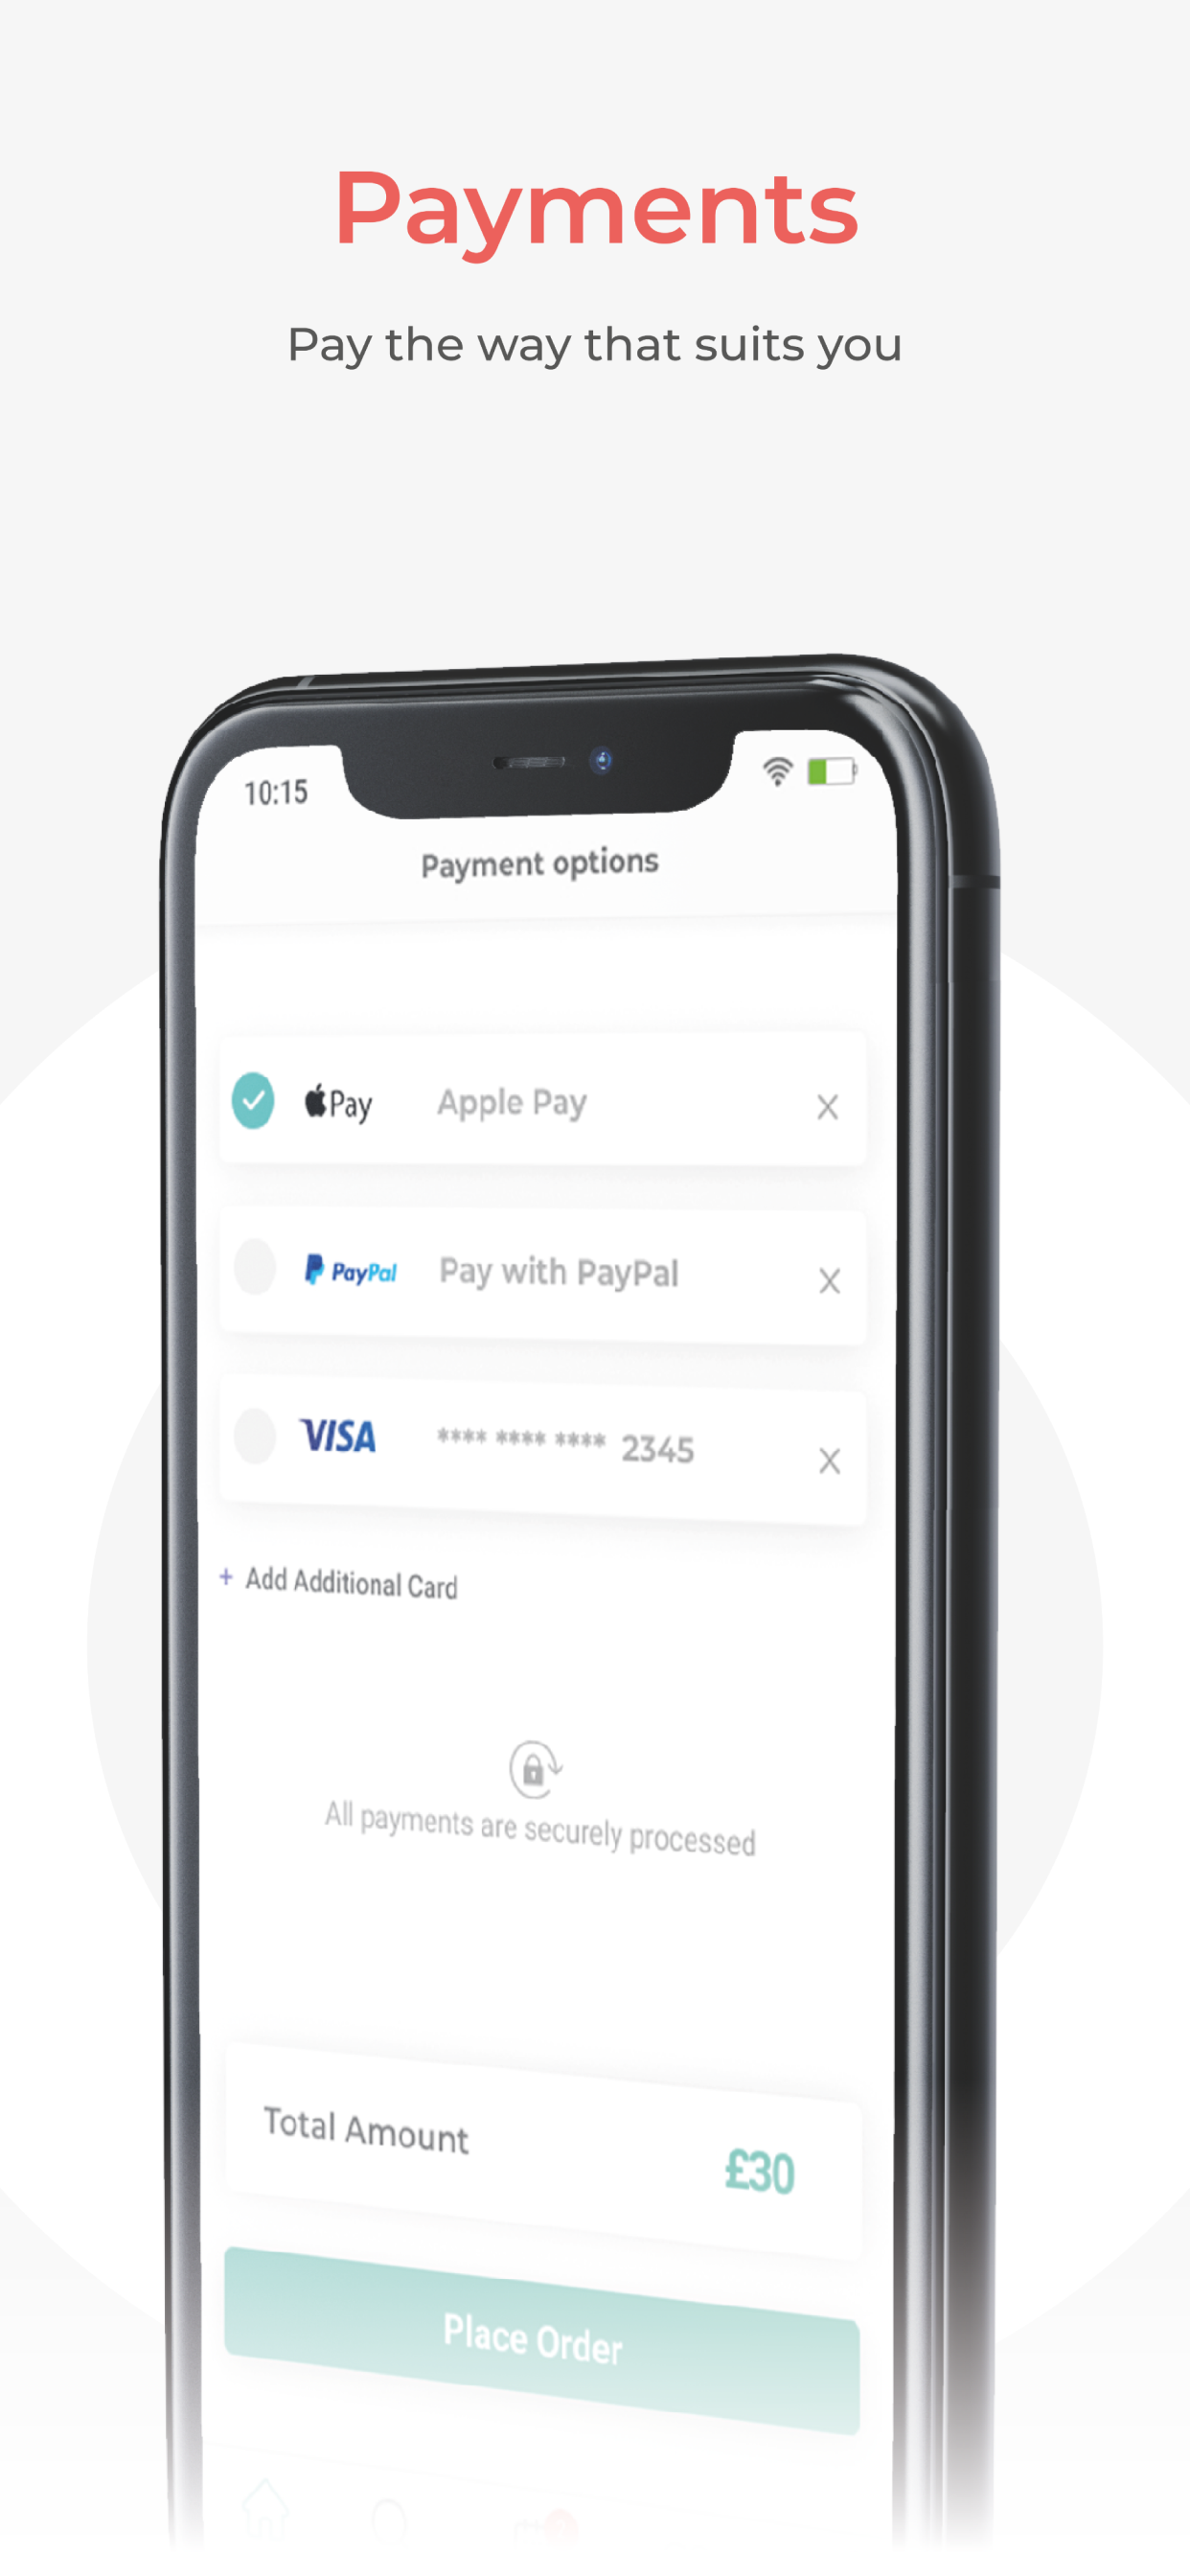 Payments
Pay the way that suits you
10:15
Payment options
Pay Apple Pay X
PayPal Pay with PayPal X
VISA **** **** **** 2345 X
+ Add Additional Card
All payments are securely processed
Total Amount £30
Place Order